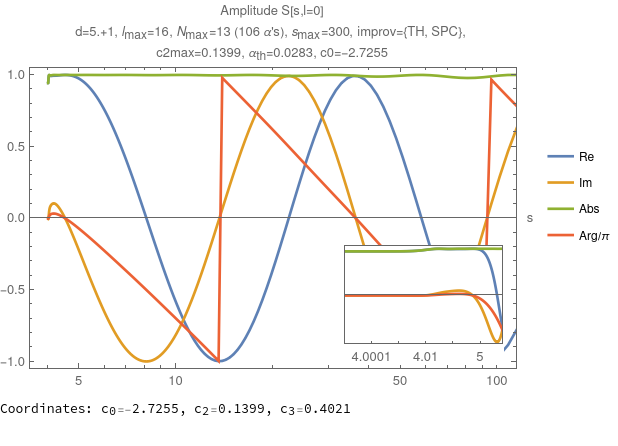 Amplitude S[s,l=0]
d=5.+1, lmax=16, Nmax=13 (106 α's), smax=300, improv={TH, SPC},
c2max=0.1399, αth=0.0283, c0=-2.7255
1.0
0.5
0.0
-0.5
-1.0
s
Re
Im
Abs
Arg/π
4.0001 4.01 5
5 10 50 100
Coordinates: c0=-2.7255, c2=0.1399, c3=0.4021